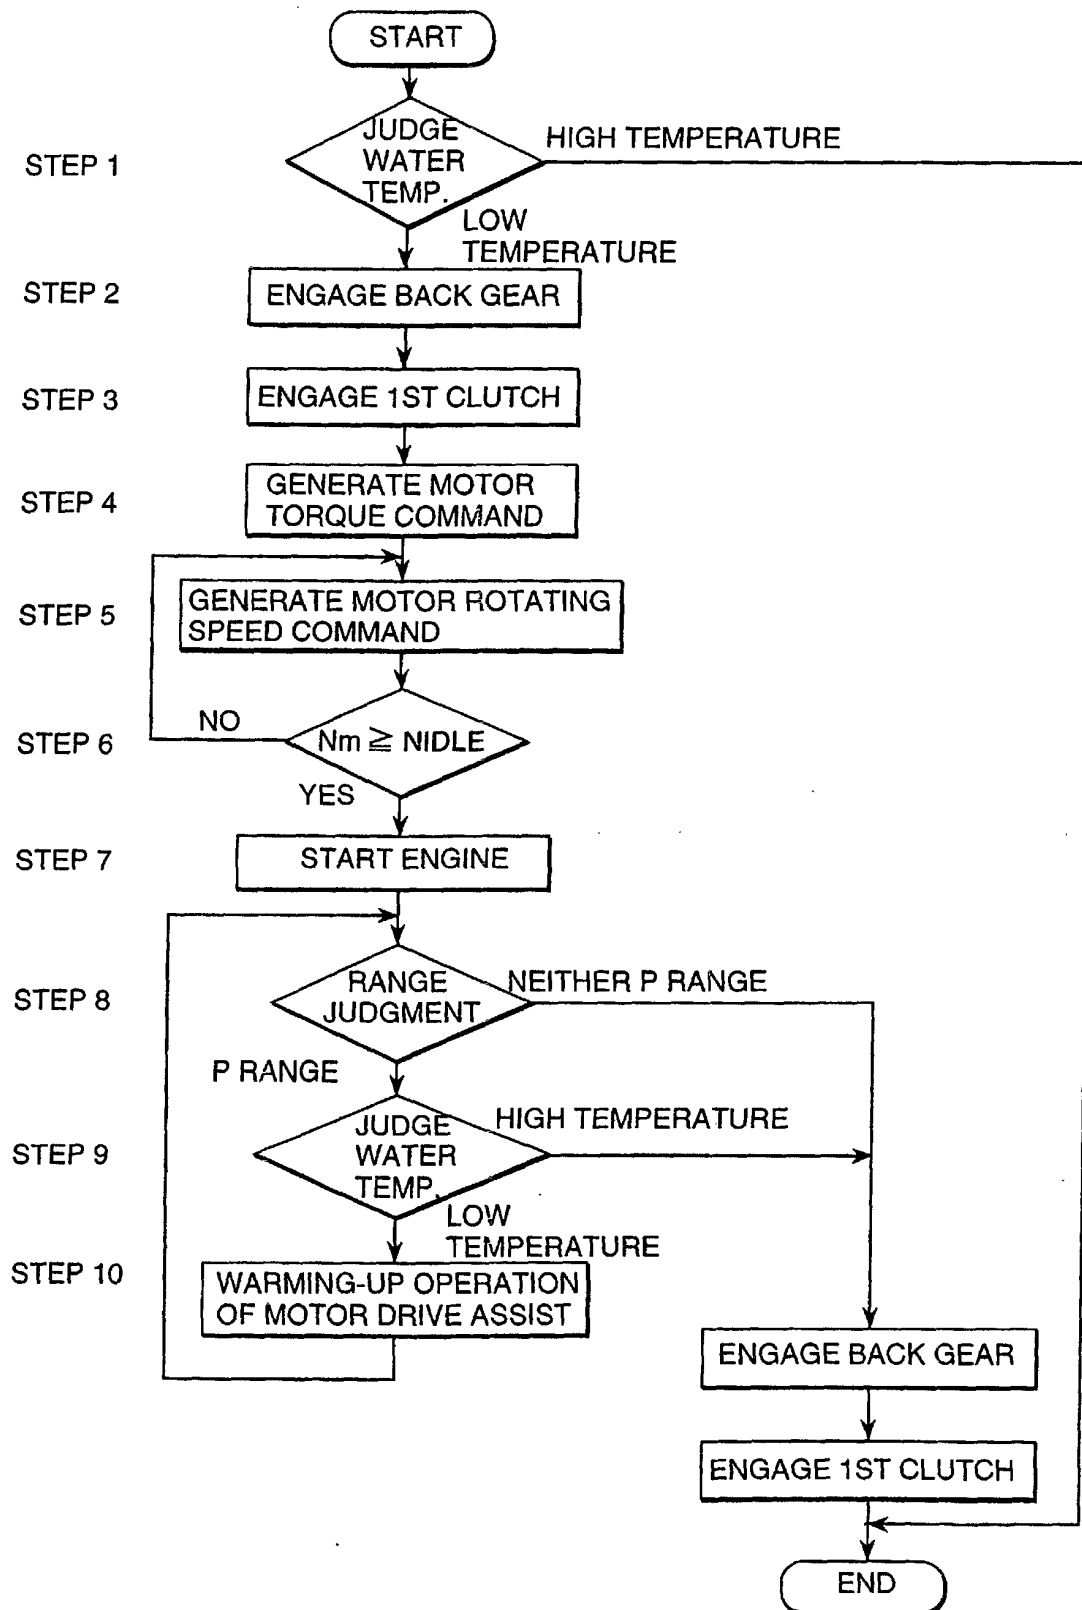 START
JUDGE
WATER
TEMP.
HIGH TEMPERATURE
STEP 1
LOW
TEMPERATURE
STEP 2
ENGAGE BACK GEAR
STEP 3
ENGAGE 1ST CLUTCH
STEP 4
GENERATE MOTOR
TORQUE COMMAND
STEP 5
GENERATE MOTOR ROTATING
SPEED COMMAND
NO
STEP 6
Nm ≧ NIDLE
YES
STEP 7
START ENGINE
STEP 8
RANGE
JUDGMENT
NEITHER P RANGE
P RANGE
HIGH TEMPERATURE
STEP 9
JUDGE
WATER
TEMP.
LOW
TEMPERATURE
STEP 10
WARMING-UP OPERATION
OF MOTOR DRIVE ASSIST
ENGAGE BACK GEAR
ENGAGE 1ST CLUTCH
END